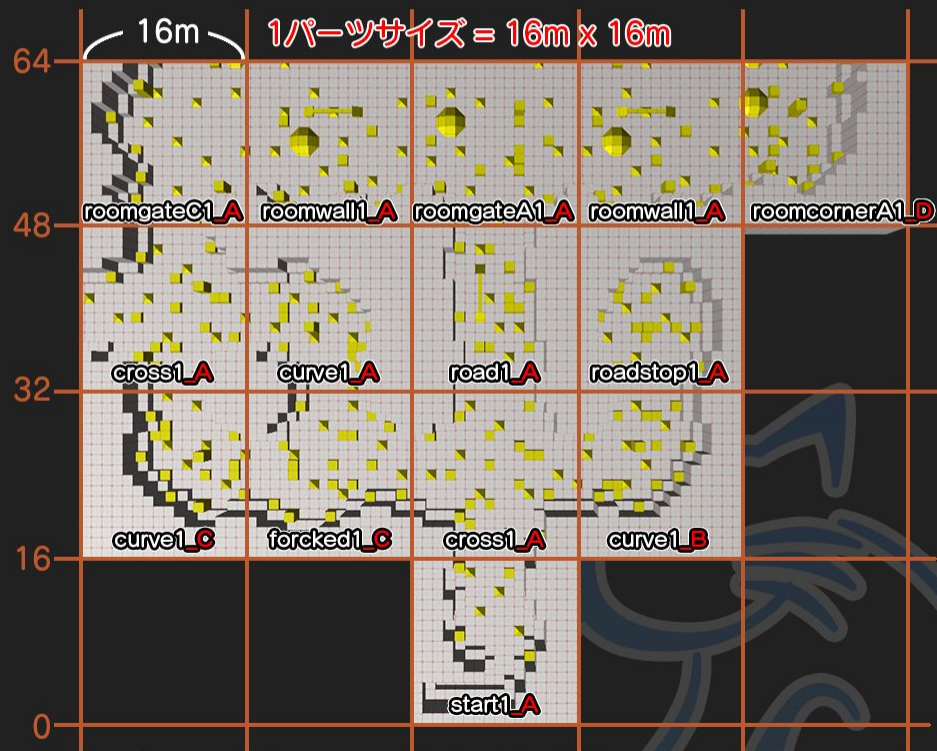 16m 1パーツサイズ = 16m x 16m
64
roomgateC1_A roomwall1_A roomgateA1_A roomwall1_A roomcornerA1_D
48
cross1_A curve1_A road1_A roadstop1_A
32
curve1_C forcked1_C cross1_A curve1_B
16
start1_A
0